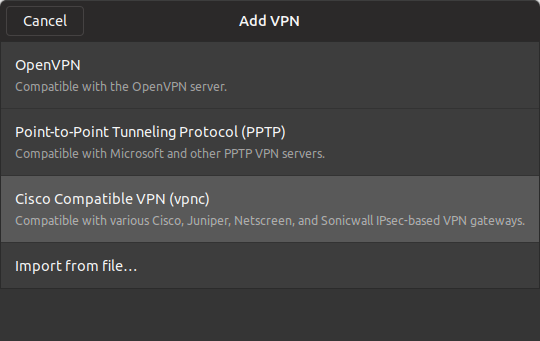 Cancel
Add VPN
OpenVPN
Compatible with the OpenVPN server.
Point-to-Point Tunneling Protocol (PPTP)
Compatible with Microsoft and other PPTP VPN servers.
Cisco Compatible VPN (vpnc)
Compatible with various Cisco, Juniper, Netscreen, and Sonicwall IPsec-based VPN gateways.
Import from file…